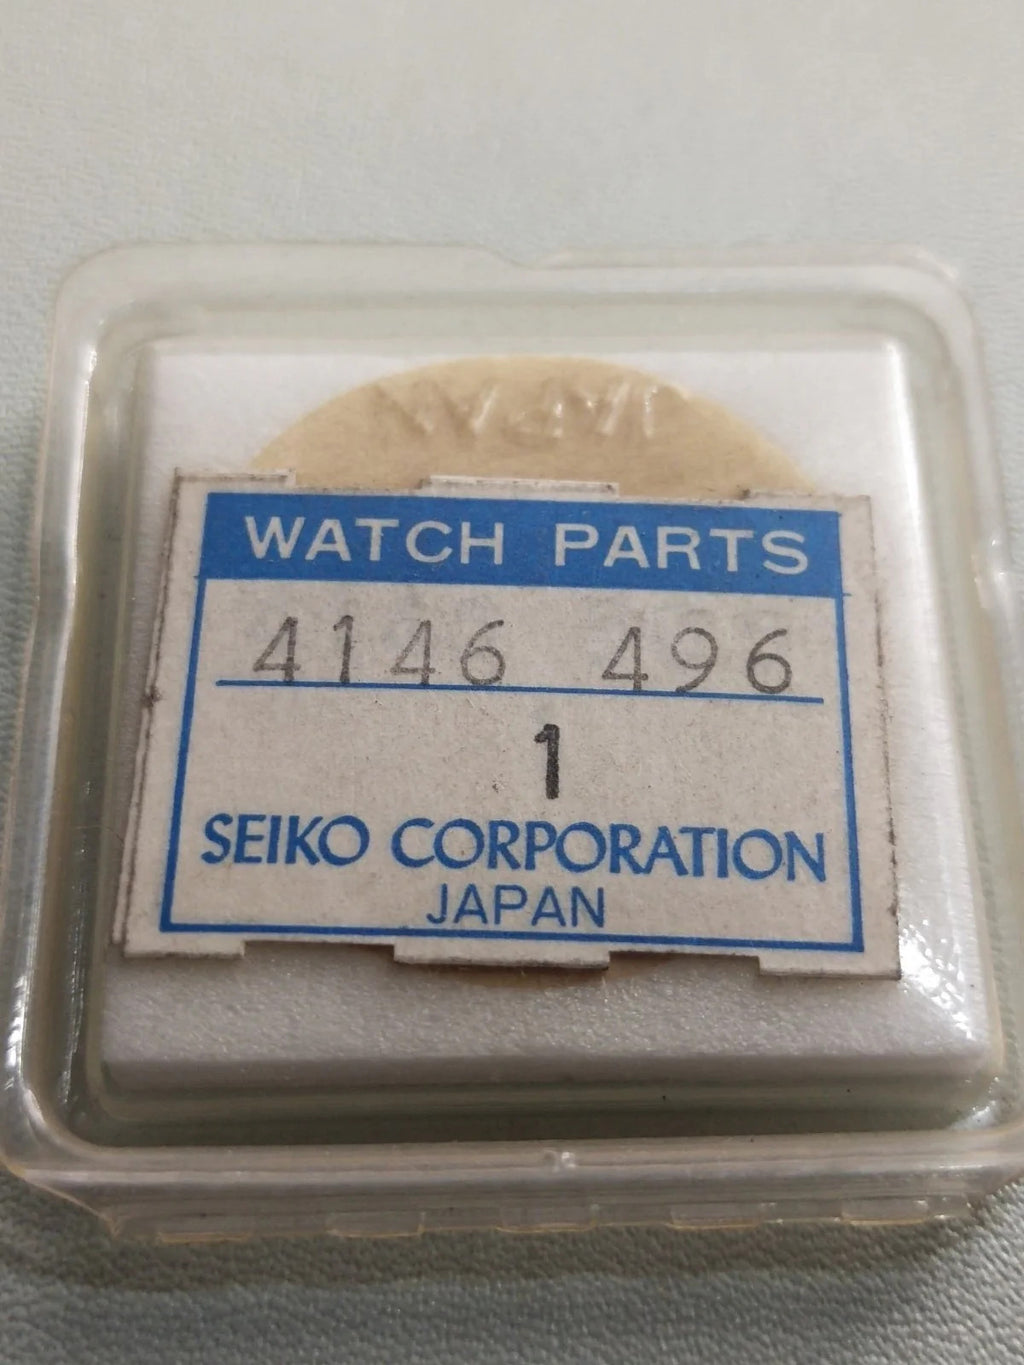 WATCH PARTS
4146 496
1
SEIKO CORPORATION
JAPAN